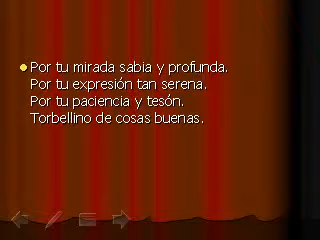 Por tu mirada sabia y profunda.
Por tu expresión tan serena.
Por tu paciencia y tesón.
Torbellino de cosas buenas.